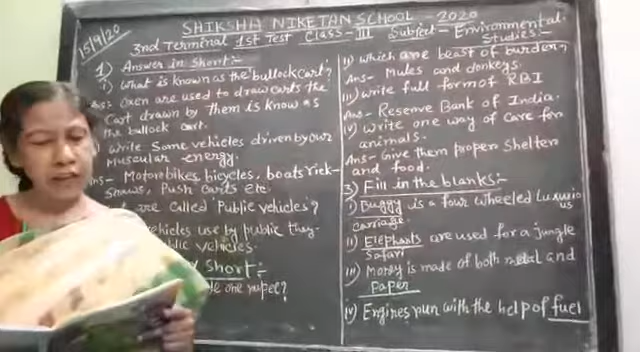 SHIKSHA NIKETAN SCHOOL - 2020
15/9/20
3nd Terminal 1st Test Class-III Subject- Environmental
Studies:-
1) Answer in Short:-
i) What is known as the 'bullock cart'?
Ans:- Oxen are used to draw carts the
cart drawn by them is know as
the bullock cart.
Write Some vehicles driven by our
muscular energy.
Ans- Motorobikes, bicycles, boats rick-
shaws, Push carts etc.
are called 'Public vehicles'?
vehicles use by public they
public vehicles.
Short:-
one rupee?
ii) Which are beast of burden?
Ans- Mules and donkeys.
iii) Write full form of RBI
Ans- Reserve Bank of India.
iv) Write one way of care for
animals.
Ans- Give them proper shelter
and food.
3) Fill in the blanks:-
i) Buggy is a four wheeled Luxurio
us
carriage.
ii) Elephants are used for a jungle
Safari
iii) Money is made of both metal and
Paper
iv) Engines run with the help of fuel